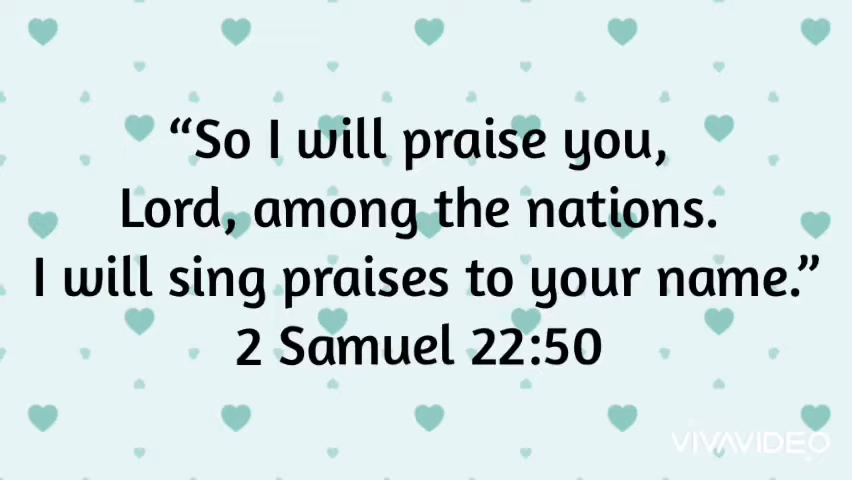 “So I will praise you,
Lord, among the nations.
I will sing praises to your name.”
2 Samuel 22:50
VIVAVIDEO